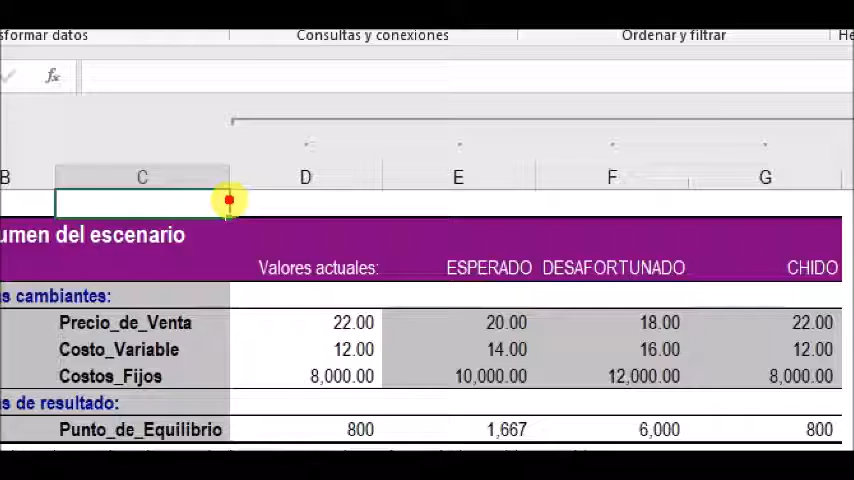 sformar datos Consultas y conexiones Ordenar y filtrar He
fx
B C D E F G
umen del escenario
Valores actuales: ESPERADO DESAFORTUNADO CHIDO
s cambiantes:
Precio_de_Venta 22.00 20.00 18.00 22.00
Costo_Variable 12.00 14.00 16.00 12.00
Costos_Fijos 8,000.00 10,000.00 12,000.00 8,000.00
s de resultado:
Punto_de_Equilibrio 800 1,667 6,000 800